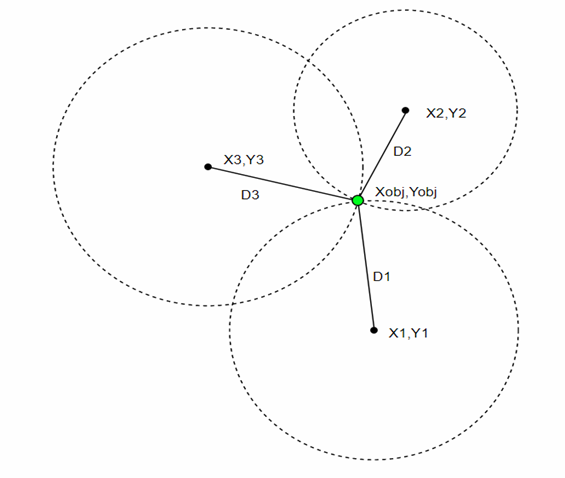 X2,Y2
D2
X3,Y3
D3
Xobj,Yobj
D1
X1,Y1